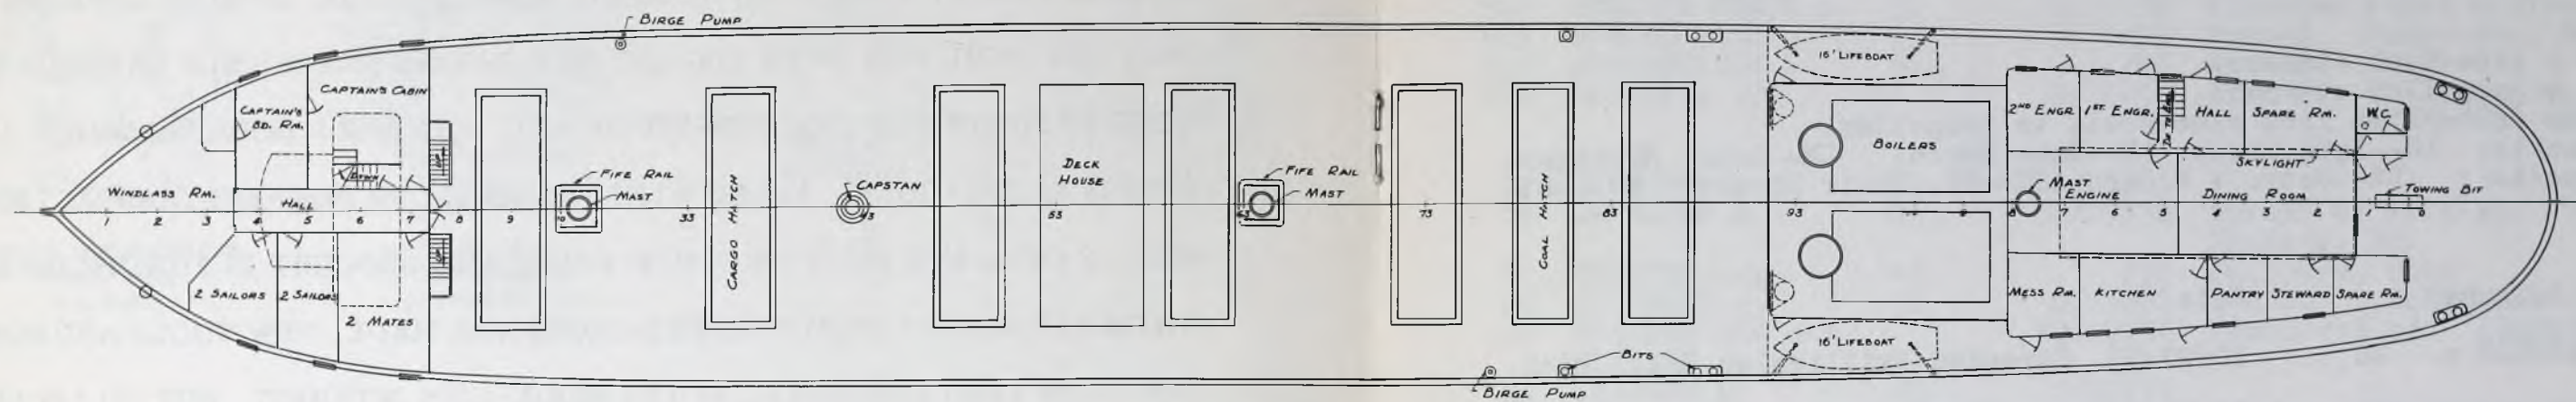 BIRGE PUMP
16' LIFEBOAT
CAPTAIN'S CABIN
CAPTAIN'S
BD. RM.
2ND ENGR.
1ST. ENGR.
HALL
SPARE RM.
W.C.
BOILERS
SKYLIGHT
DECK
HOUSE
FIFE RAIL
MAST
FIFE RAIL
MAST
CAPSTAN
CARGO HATCH
COAL HATCH
WINDLASS RM.
HALL
MAST
ENGINE
DINING ROOM
TOWING BIT
1 2 3 4 5 6 7 8 9 10 33 43 55 63 73 83 93 9 8 7 6 5 4 3 2 1 0
2 SAILORS
2 SAILORS
2 MATES
MESS RM.
KITCHEN
PANTRY
STEWARD
SPARE RM.
16' LIFEBOAT
BITS
BIRGE PUMP